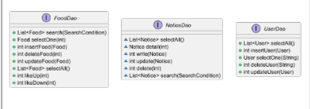 FoodDao
List<Food> search(SearchCondition)
Food selectOne(int)
int insertFood(Food)
int deleteFood(int)
int updateFood(Food)
List<Food> selectAll()
int likeUp(int)
int likeDown(int)
NoticeDao
List<Notice> selectAll()
Notice detail(int)
int write(Notice)
int update(Notice)
int delete(int)
List<Notice> search(SearchCondition)
UserDao
List<User> selectAll()
int insertUser(User)
User selectOne(String)
int deleteUser(String)
int updateUser(User)